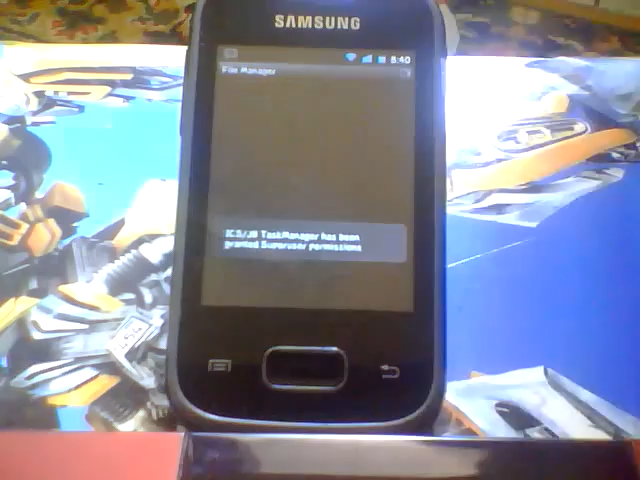 SAMSUNG
8:40
File Manager
ICS/JB TaskManager has been
granted Superuser permissions